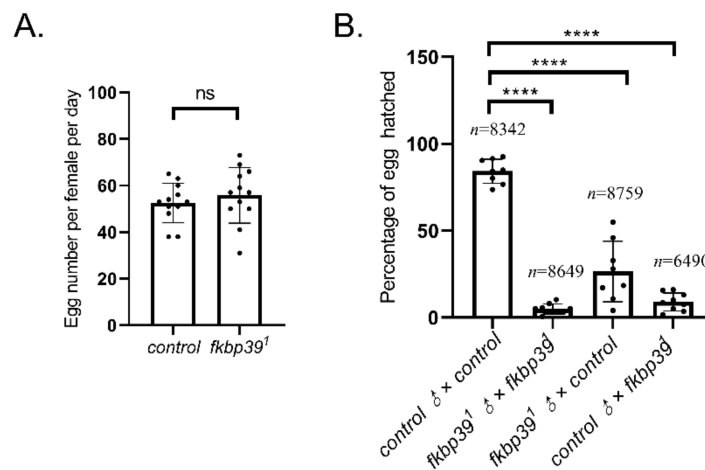 A.
Egg number per female per day
100
80
60
40
20
0
ns
control
fkbp39¹
B.
Percentage of egg hatched
150
100
50
0
****
****
****
n=8342
n=8649
n=8759
n=6490
control ♂ × control
fkbp39¹ ♂ × fkbp39
fkbp39¹ ♂ × control
control ♂ × fkbp39